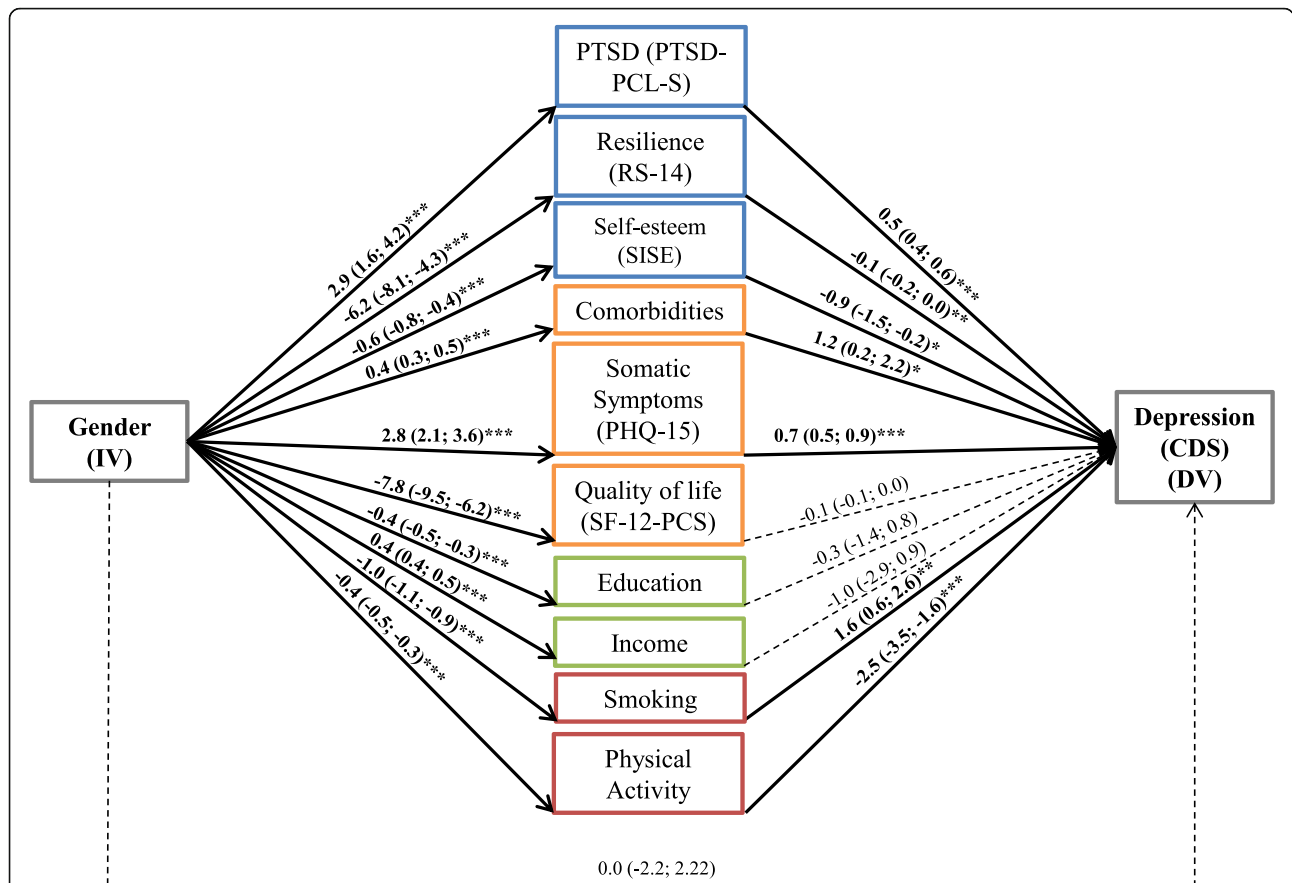 PTSD (PTSD-
PCL-S)
Resilience
(RS-14)
Self-esteem
(SISE)
Comorbidities
Somatic
Symptoms
(PHQ-15)
Quality of life
(SF-12-PCS)
Education
Income
Smoking
Physical
Activity
Gender
(IV)
Depression
(CDS)
(DV)
2.9 (1.6; 4.2)***
-6.2 (-8.1; -4.3)***
-0.6 (-0.8; -0.4)***
0.4 (0.3; 0.5)***
2.8 (2.1; 3.6)***
-7.8 (-9.5; -6.2)***
-0.4 (-0.5; -0.3)***
0.4 (0.4; 0.5)***
-1.0 (-1.1; -0.9)***
-0.4 (-0.5; -0.3)***
0.5 (0.4; 0.6)***
-0.1 (-0.2; 0.0)**
-0.9 (-1.5; -0.2)*
1.2 (0.2; 2.2)*
0.7 (0.5; 0.9)***
-0.1 (-0.1; 0.0)
-0.3 (-1.4; 0.8)
-1.0 (-2.9; 0.9)
1.6 (0.6; 2.6)**
-2.5 (-3.5; -1.6)***
0.0 (-2.2; 2.22)